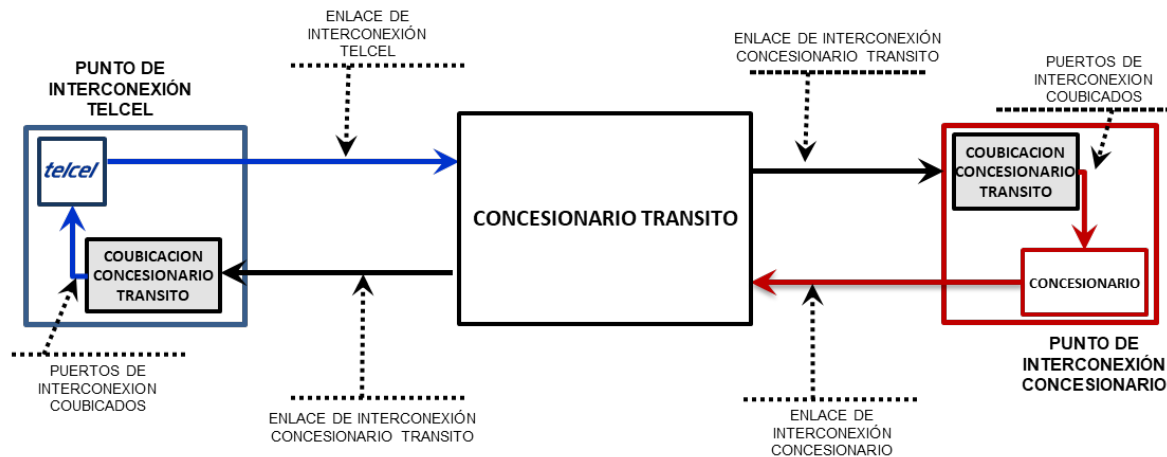 ENLACE DE
INTERCONEXIÓN
TELCEL
ENLACE DE INTERCONEXIÓN
CONCESIONARIO TRANSITO
PUERTOS DE
INTERCONEXION
COUBICADOS
PUNTO DE
INTERCONEXIÓN
TELCEL
telcel
COUBICACION
CONCESIONARIO
TRANSITO
CONCESIONARIO TRANSITO
COUBICACION
CONCESIONARIO
TRANSITO
CONCESIONARIO
PUERTOS DE
INTERCONEXION
COUBICADOS
ENLACE DE INTERCONEXIÓN
CONCESIONARIO TRANSITO
ENLACE DE
INTERCONEXIÓN
CONCESIONARIO
PUNTO DE
INTERCONEXIÓN
CONCESIONARIO